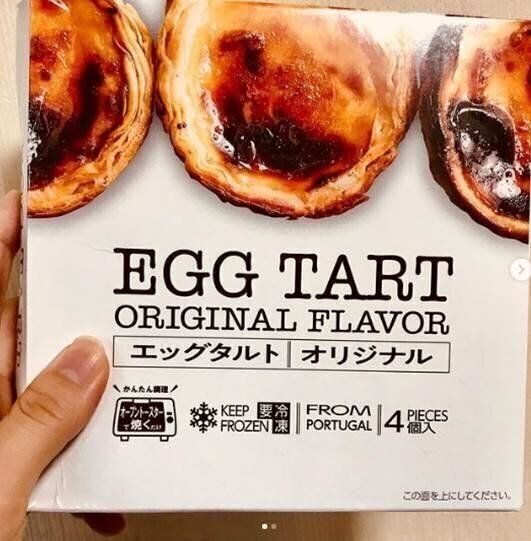 EGG TART
ORIGINAL FLAVOR
エッグタルト オリジナル
かんたん調理
オーブントースター
で焼くだけ
KEEP FROZEN
要冷凍
FROM PORTUGAL
4 PIECES
個入
この面を上にしてください。